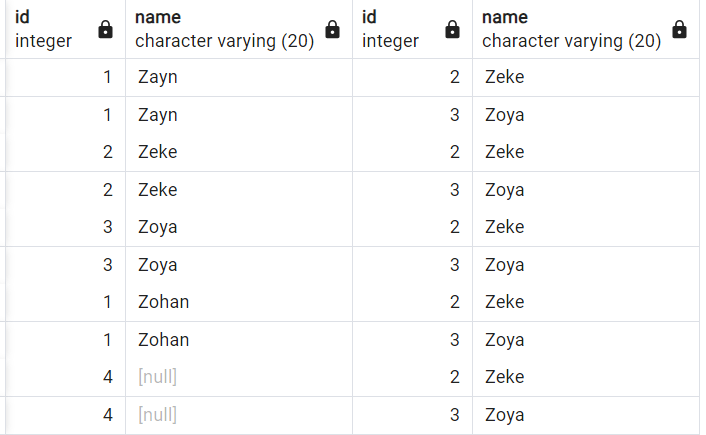 id name id name
integer character varying (20) integer character varying (20)
1 Zayn 2 Zeke
1 Zayn 3 Zoya
2 Zeke 2 Zeke
2 Zeke 3 Zoya
3 Zoya 2 Zeke
3 Zoya 3 Zoya
1 Zohan 2 Zeke
1 Zohan 3 Zoya
4 [null] 2 Zeke
4 [null] 3 Zoya